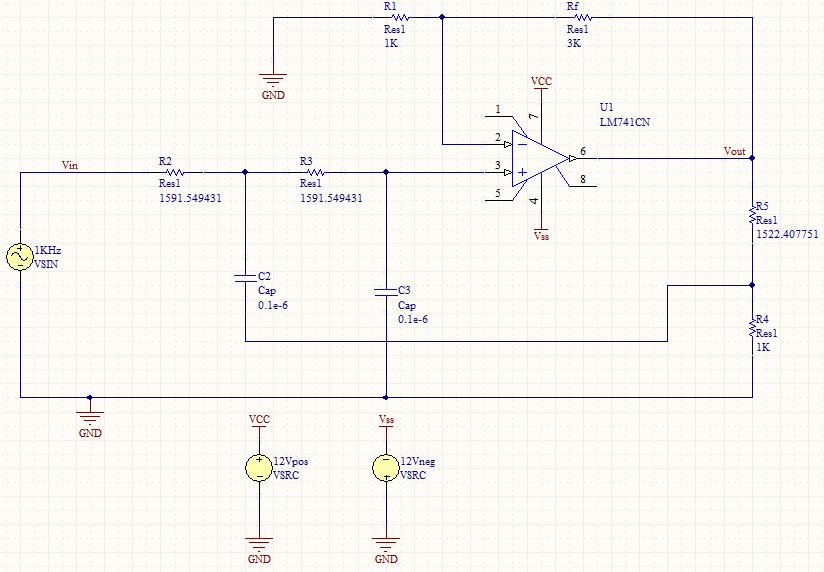 R1
Res1
1K
Rf
Res1
3K
GND
VCC
U1
LM741CN
1
7
2
6
Vout
3
8
5
4
Vss
Vin
R2
Res1
1591.549431
R3
Res1
1591.549431
R5
Res1
1522.407751
1KHz
VSIN
C2
Cap
0.1e-6
C3
Cap
0.1e-6
R4
Res1
1K
GND
VCC
Vss
12Vpos
VSRC
12Vneg
VSRC
GND
GND